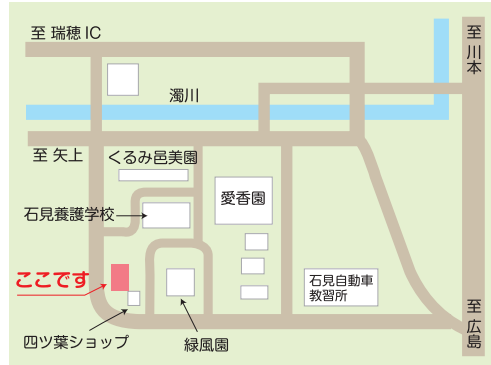 至 瑞穂 IC
至川本
濁川
至 矢上
くるみ邑美園
愛香園
石見養護学校
ここです
石見自動車
教習所
至広島
四ツ葉ショップ
緑風園